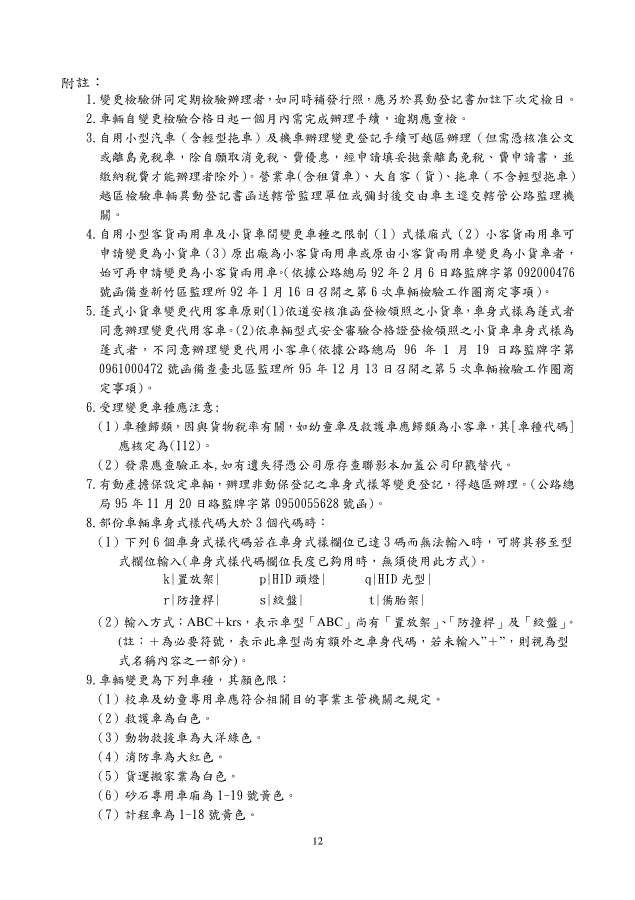 附註：
1.變更檢驗併同定期檢驗辦理者，如同時補發行照，應另於異動登記書加註下次定檢日。
2.車輛自變更檢驗合格日起一個月內需完成辦理手續，逾期應重檢。
3.自用小型汽車（含輕型拖車）及機車辦理變更登記手續可越區辦理（但需憑核准公文
或離島免稅車，除自願取消免稅、費優惠，經申請填妥拋棄離島免稅、費申請書，並
繳納稅費才能辦理者除外）。營業車(含租賃車)、大自客（貨）、拖車（不含輕型拖車）
越區檢驗車輛異動登記書函送轄管監理單位或彌封後交由車主逕交轄管公路監理機
關。
4.自用小客貨兩用車及小貨車間變更車種之限制（1）式樣廂式（2）小客貨兩用車可
申請變更為小貨車（3）原出廠為小客貨兩用車或原由小客貨兩用車變更為小貨車者，
始可再申請變更為小客貨兩用車。(依據公路總局 92 年 2 月 6 日路監牌字第 092000476
號函備查新竹區監理所 92 年 1 月 16 日召開之第 6 次車輛檢驗工作圈商定事項）。
5.蓬式小貨車變更代用客車原則(1)依道安核准函登檢領照之小貨車，車身式樣為蓬式者
同意辦理變更代用客車。(2)依車輛型式安全審驗合格證登檢領照之小貨車車身式樣為
蓬式者，不同意辦理變更代用小客車(依據公路總局 96 年 1 月 19 日路監牌字第
0961000472 號函備查臺北區監理所 95 年 12 月 13 日召開之第 5 次車輛檢驗工作圈商
定事項)。
6.受理變更車種應注意:
（1）車種歸類，因與貨物稅率有關，如幼童車及救護車應歸類為小客車，其[車種代碼]
應核定為(112)。
（2）發票應查驗正本,如有遺失得憑公司原存查聯影本加蓋公司印戳替代。
7.有動產擔保設定車輛，辦理非動保登記之車身式樣等變更登記，得越區辦理。(公路總
局 95 年 11 月 20 日路監牌字第 0950055628 號函)。
8.部份車輛車身式樣代碼大於 3 個代碼時：
（1）下列 6 個車身式樣代碼若在車身式樣欄位已達 3 碼而無法輸入時，可將其移至型
式欄位輸入(車身式樣代碼欄位長度已夠用時，無須使用此方式)。
k|置放架| p|HID 頭燈| q|HID 光型|
r|防撞桿| s|絞盤| t|備胎架|
（2）輸入方式：ABC＋krs，表示車型「ABC」尚有「置放架」、「防撞桿」及「絞盤」。
(註：＋為必要符號，表示此車型尚有額外之車身代碼，若未輸入”＋”，則視為型
式名稱內容之一部分)。
9.車輛變更為下列車種，其顏色限：
（1）校車及幼童專用車應符合相關目的事業主管機關之規定。
（2）救護車為白色。
（3）動物救援車為大洋綠色。
（4）消防車為大紅色。
（5）貨運搬家業為白色。
（6）砂石專用車廂為 1-19 號黃色。
（7）計程車為 1-18 號黃色。
12